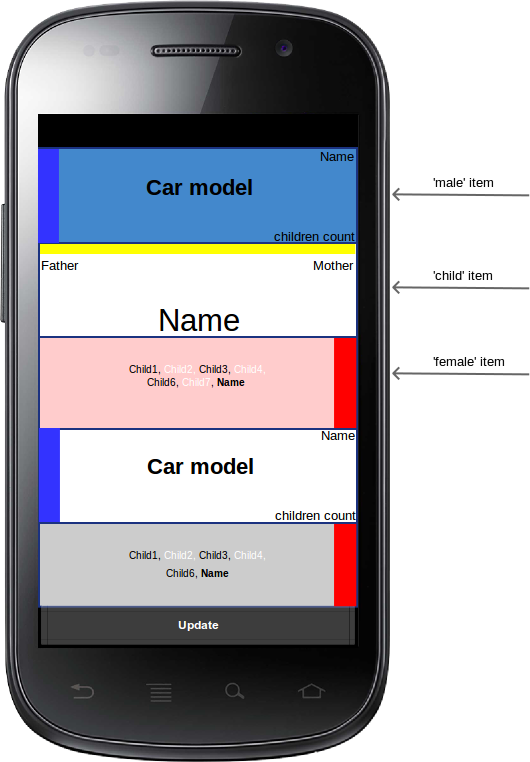 Name
Car model
'male' item
children count
'child' item
Father Mother
Name
'female' item
Child1, Child2, Child3, Child4,
Child6, Child7, Name
Name
Car model
children count
Child1, Child2, Child3, Child4,
Child6, Name
Update